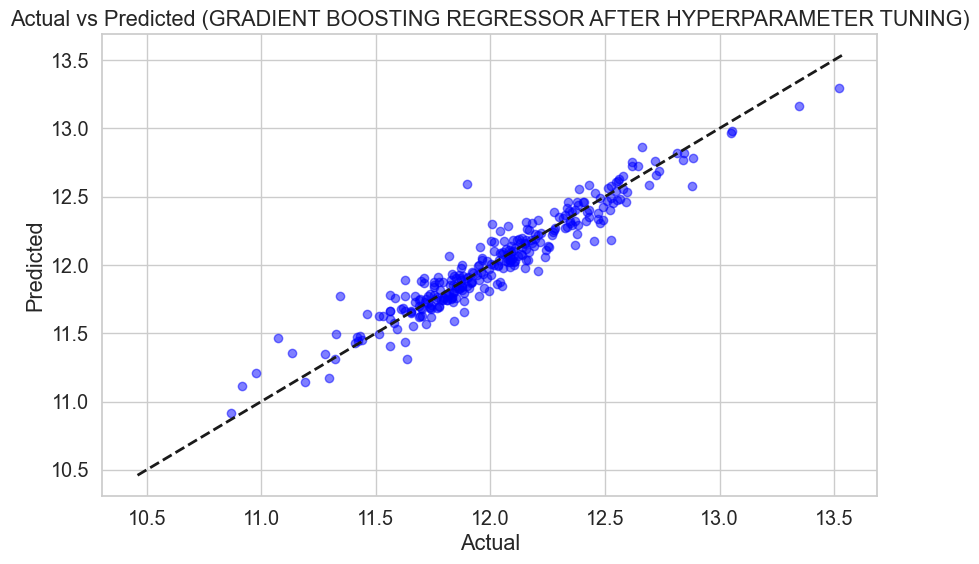 Actual vs Predicted (GRADIENT BOOSTING REGRESSOR AFTER HYPERPARAMETER TUNING)
13.5
13.0
12.5
12.0
11.5
11.0
10.5
Predicted
10.5 11.0 11.5 12.0 12.5 13.0 13.5
Actual